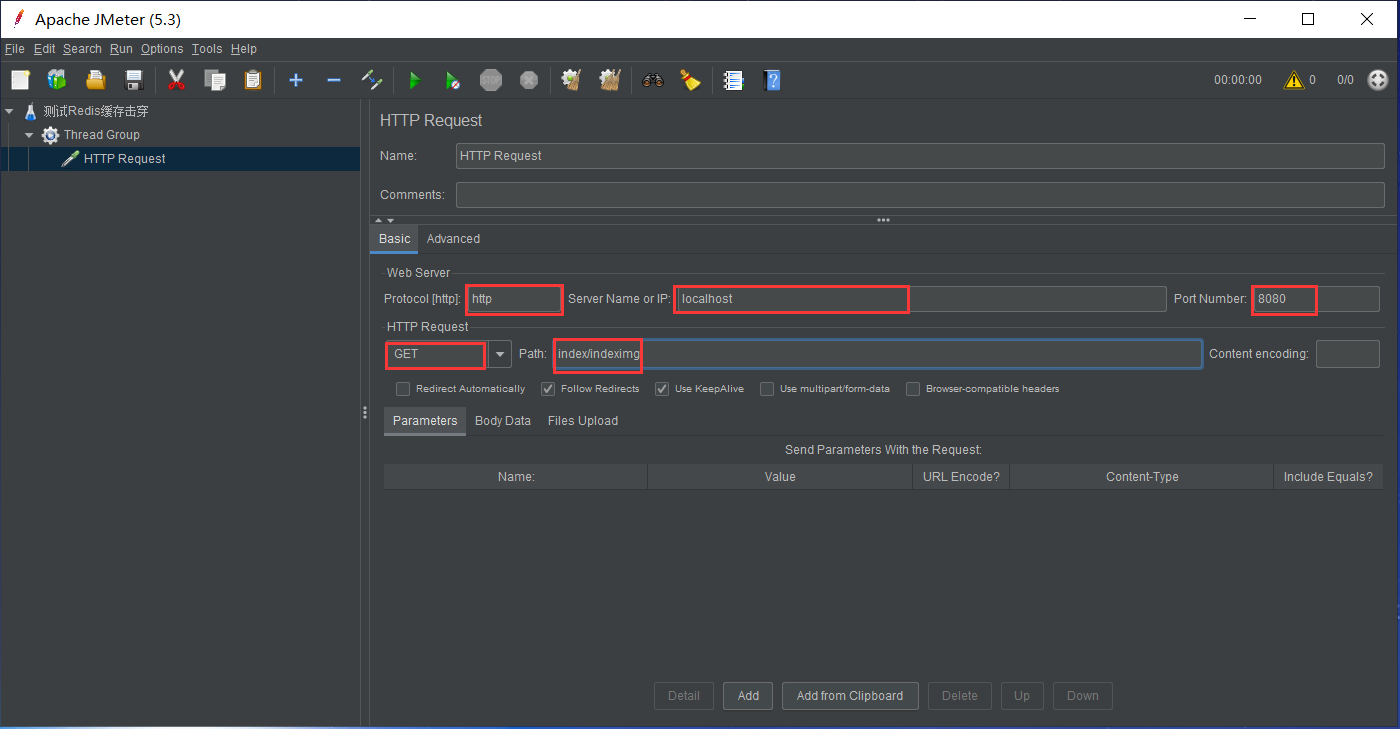 Apache JMeter (5.3)
File Edit Search Run Options Tools Help
STOP 00:00:00 0 0/0
测试Redis缓存击穿
Thread Group
HTTP Request
HTTP Request
Name: HTTP Request
Comments:
Basic Advanced
Web Server
Protocol [http]: http Server Name or IP: localhost Port Number: 8080
HTTP Request
GET Path: index/indeximg Content encoding:
Redirect Automatically Follow Redirects Use KeepAlive Use multipart/form-data Browser-compatible headers
Parameters Body Data Files Upload
Send Parameters With the Request:
Name: Value URL Encode? Content-Type Include Equals?
Detail Add Add from Clipboard Delete Up Down